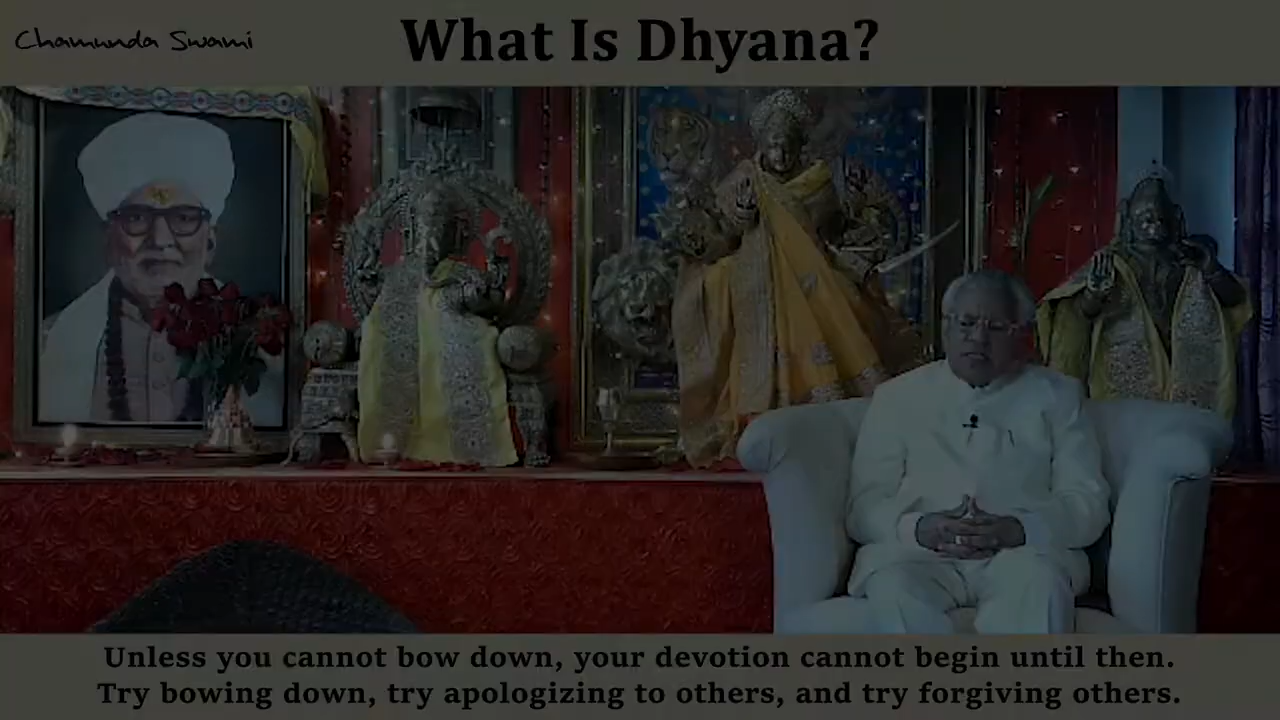 Chamunda Swami
What Is Dhyana?
Unless you cannot bow down, your devotion cannot begin until then.
Try bowing down, try apologizing to others, and try forgiving others.